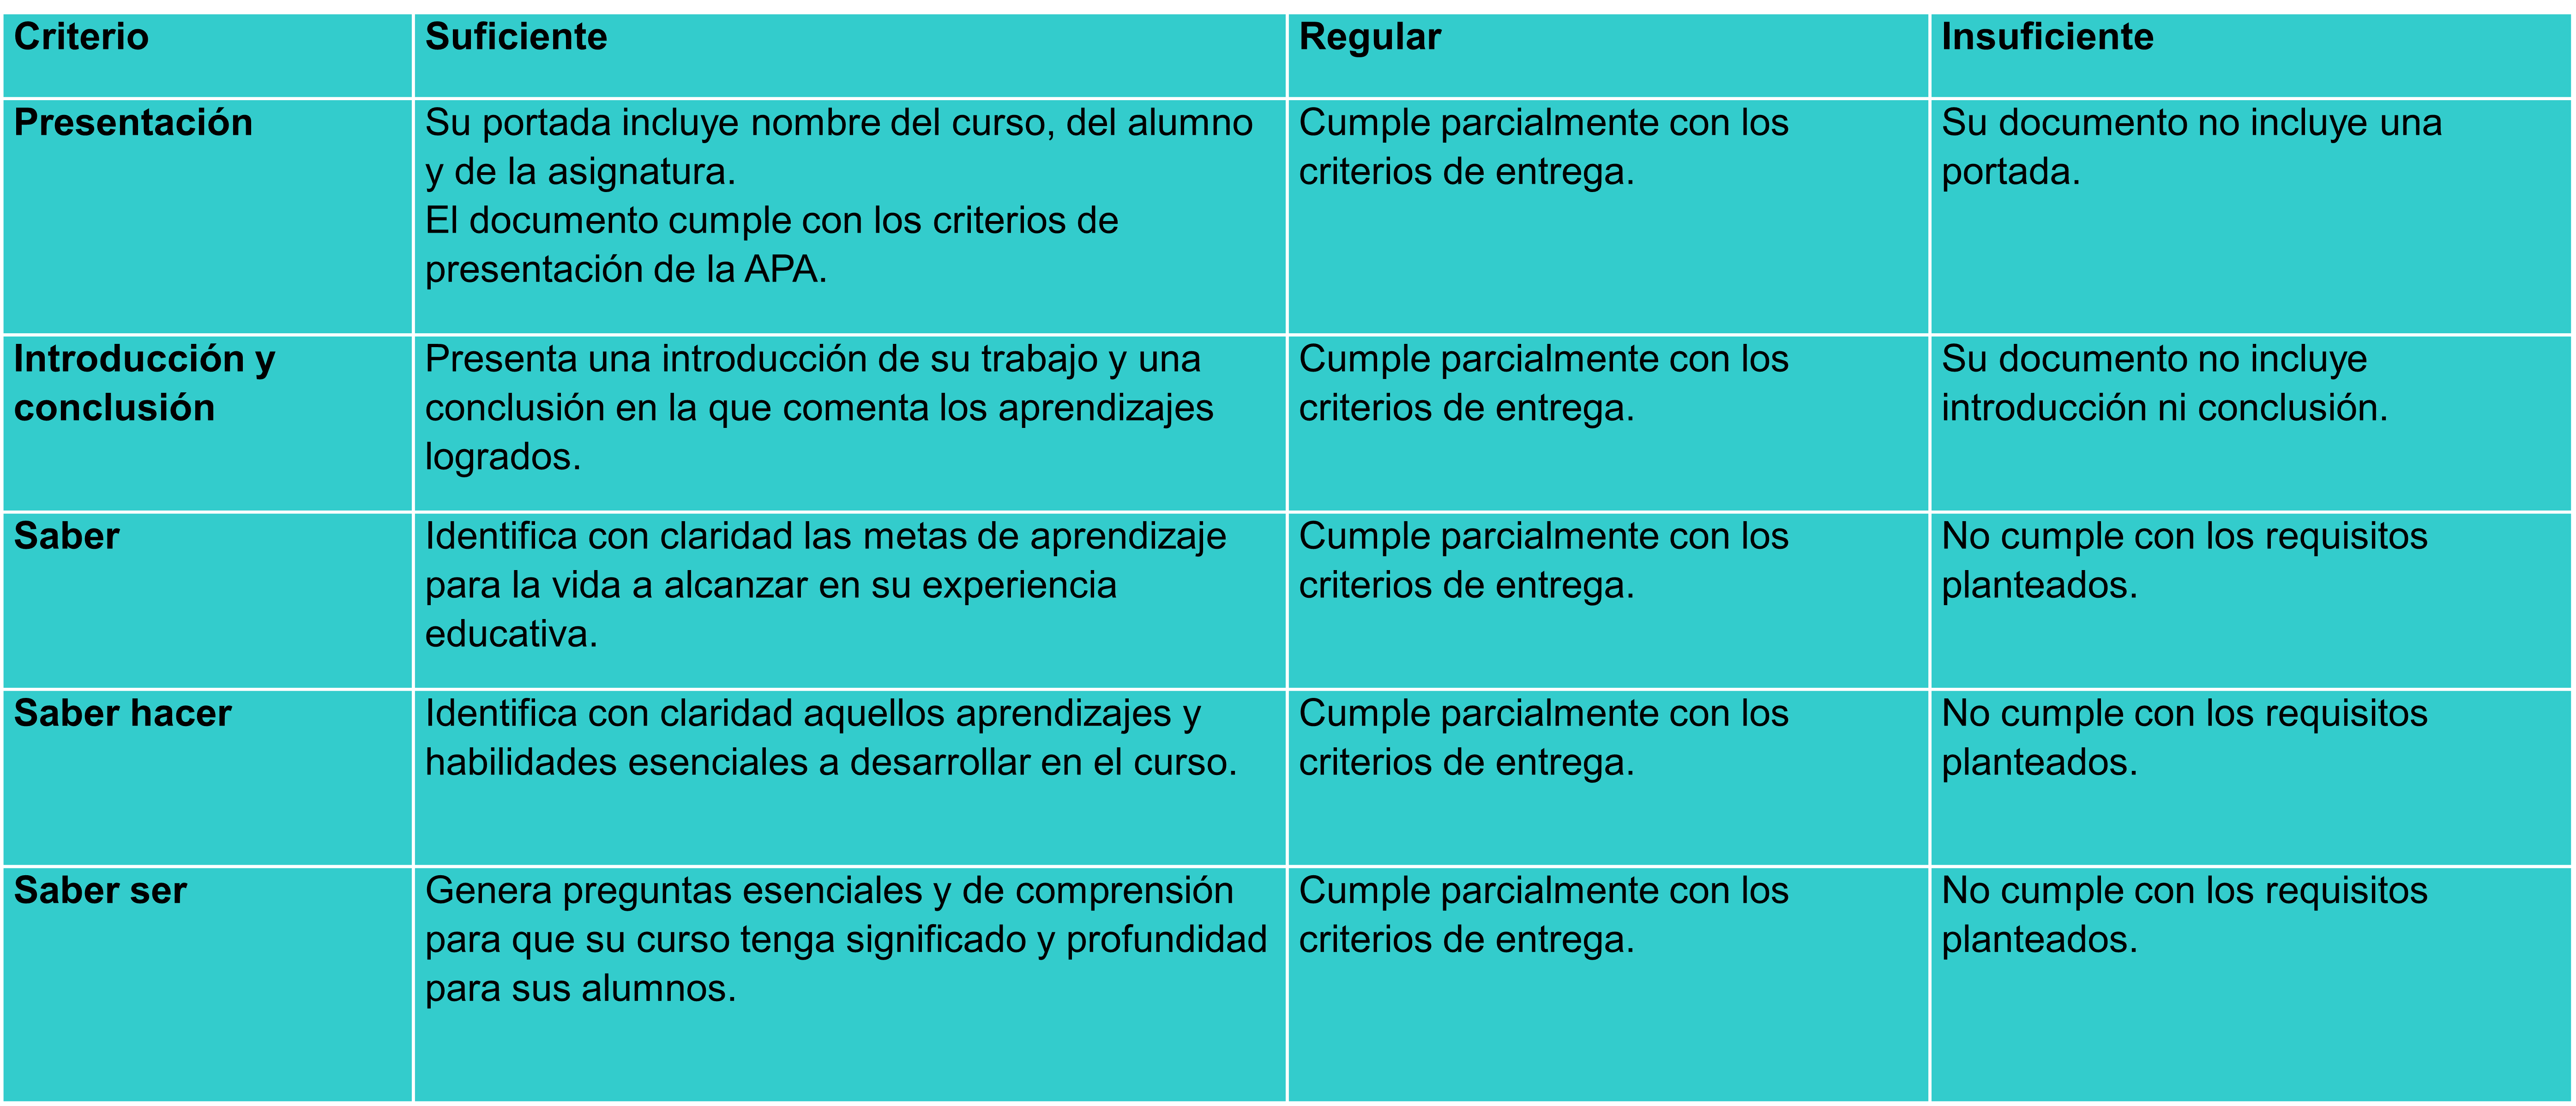 Criterio
Suficiente
Regular
Insuficiente
Presentación
Su portada incluye nombre del curso, del alumno
y de la asignatura.
El documento cumple con los criterios de
presentación de la APA.
Cumple parcialmente con los
criterios de entrega.
Su documento no incluye una
portada.
Introducción y
conclusión
Presenta una introducción de su trabajo y una
conclusión en la que comenta los aprendizajes
logrados.
Cumple parcialmente con los
criterios de entrega.
Su documento no incluye
introducción ni conclusión.
Saber
Identifica con claridad las metas de aprendizaje
para la vida a alcanzar en su experiencia
educativa.
Cumple parcialmente con los
criterios de entrega.
No cumple con los requisitos
planteados.
Saber hacer
Identifica con claridad aquellos aprendizajes y
habilidades esenciales a desarrollar en el curso.
Cumple parcialmente con los
criterios de entrega.
No cumple con los requisitos
planteados.
Saber ser
Genera preguntas esenciales y de comprensión
para que su curso tenga significado y profundidad
para sus alumnos.
Cumple parcialmente con los
criterios de entrega.
No cumple con los requisitos
planteados.